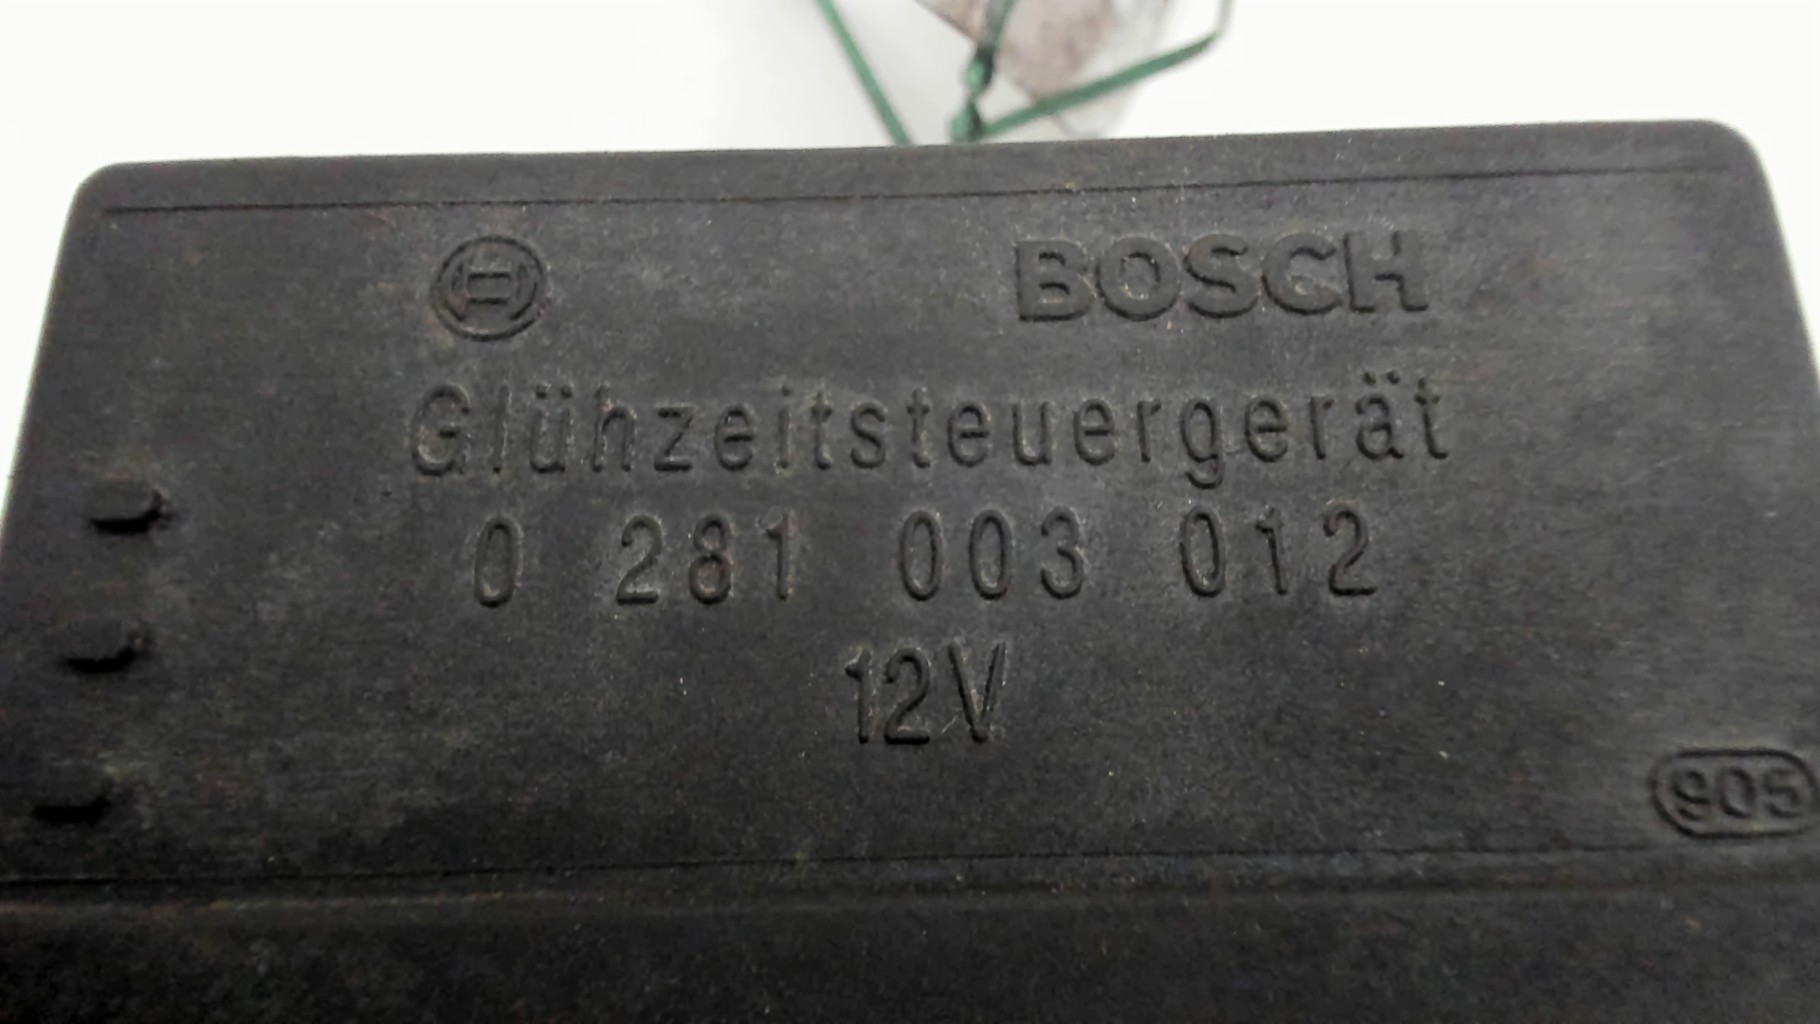 BOSCH
Glühzeitsteuergerät
0 281 003 012
12V
905